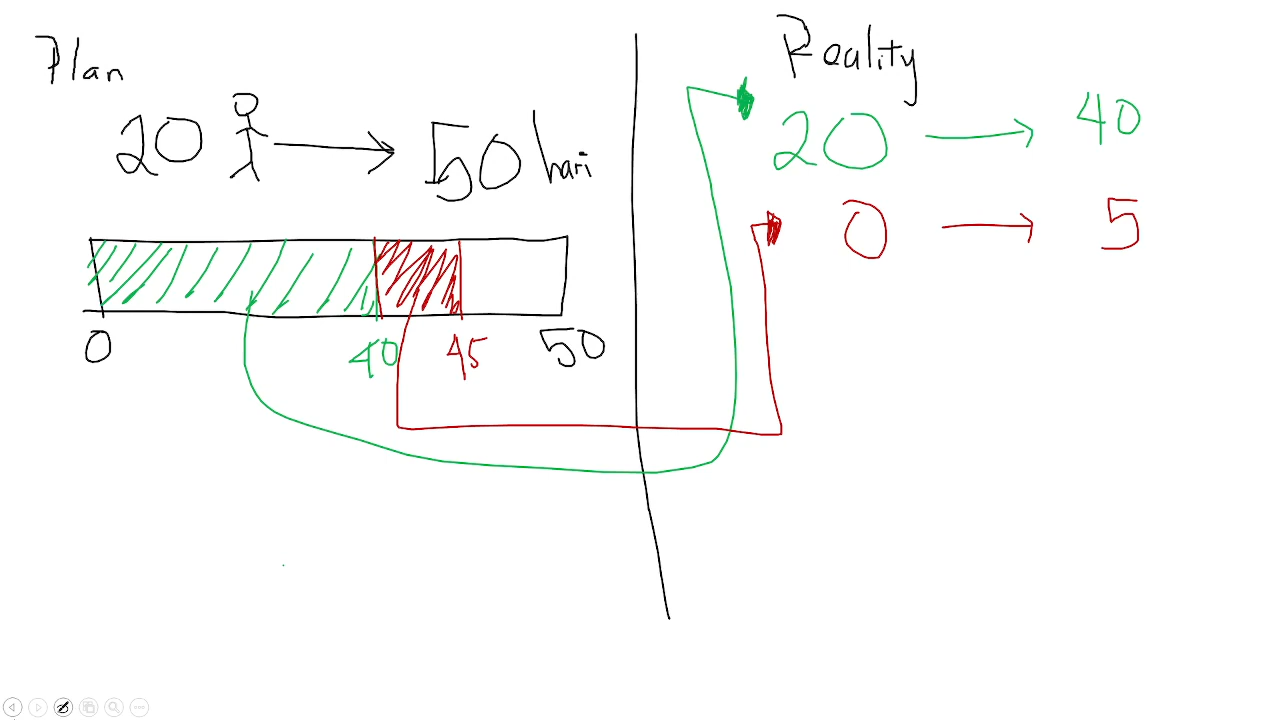 Plan
20 → 50 hari
0 40 45 50
Reality
20 → 40
0 → 5